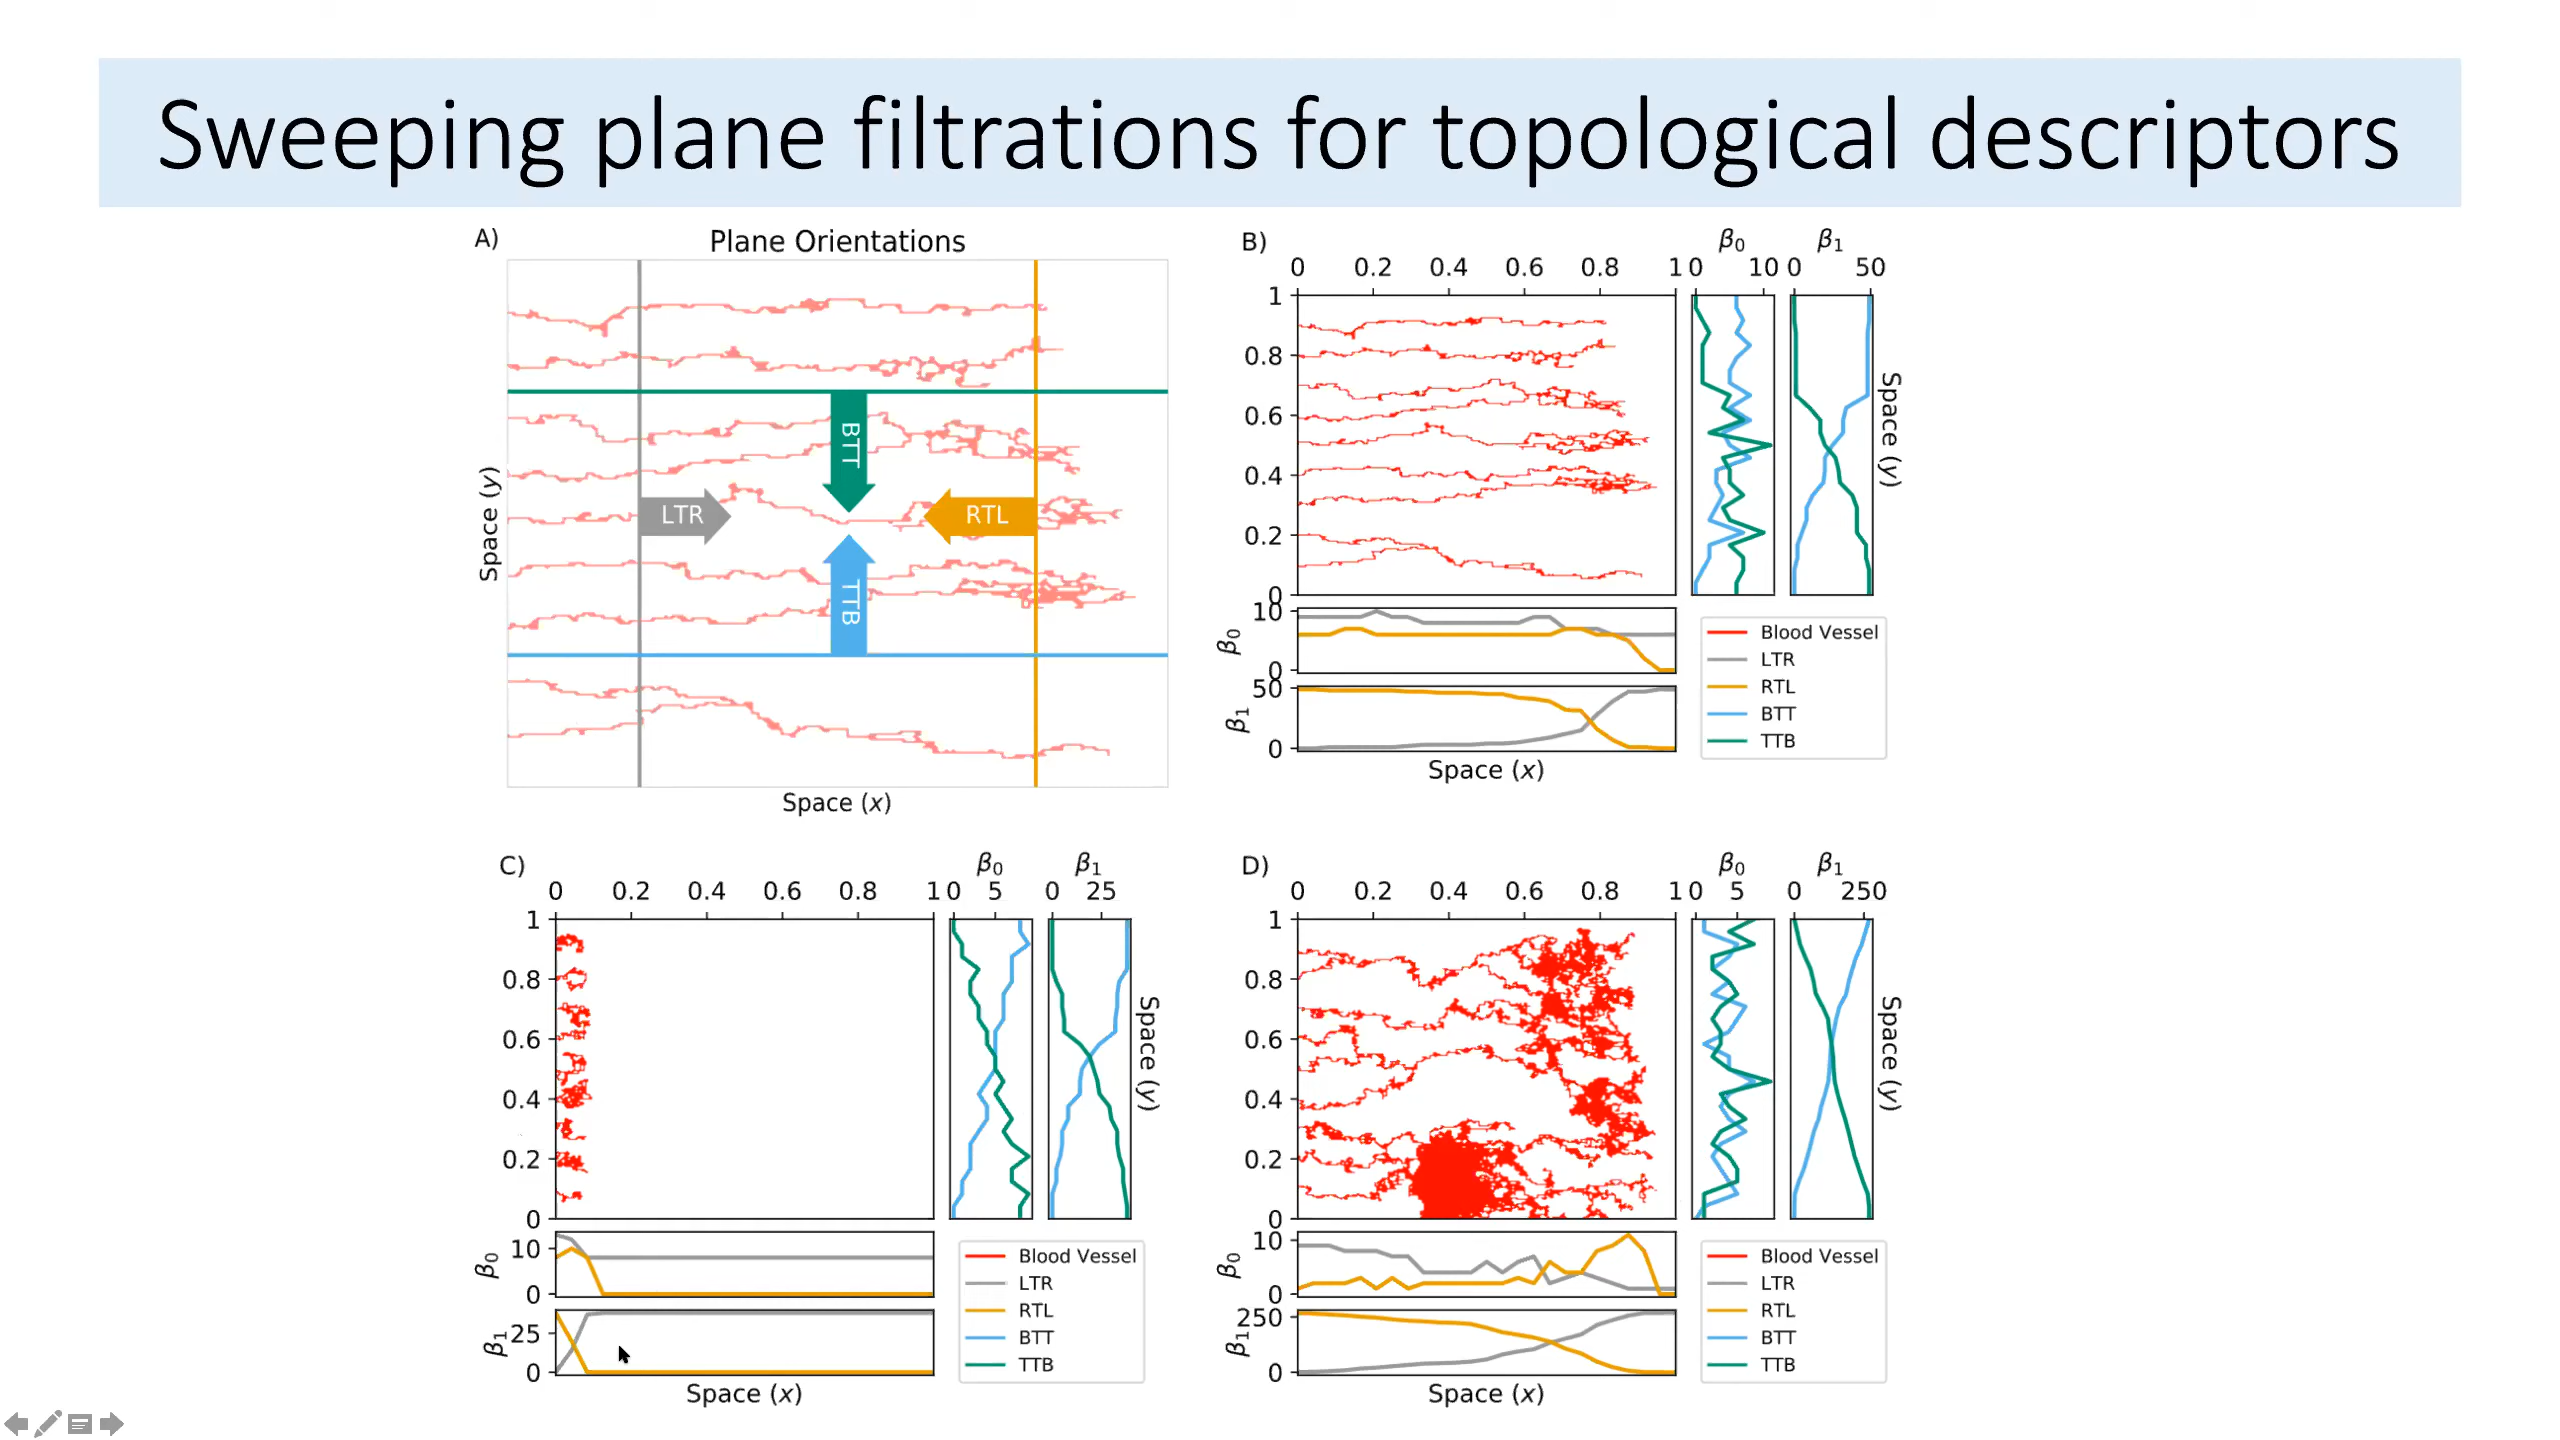 Sweeping plane filtrations for topological descriptors
A)
Plane Orientations
BTT
LTR
RTL
TTB
Space (y)
Space (x)
B)
β0
β1
0 0.2 0.4 0.6 0.8 1
0 10
0 50
1
0.8
0.6
0.4
0.2
0
Space (y)
10
β0
0
50
β1
0
Space (x)
Blood Vessel
LTR
RTL
BTT
TTB
C)
β0
β1
0 0.2 0.4 0.6 0.8 1
0 5
0 25
1
0.8
0.6
0.4
0.2
0
Space (y)
10
β0
0
25
β1
0
Space (x)
Blood Vessel
LTR
RTL
BTT
TTB
D)
β0
β1
0 0.2 0.4 0.6 0.8 1
0 5
0 250
1
0.8
0.6
0.4
0.2
0
Space (y)
10
β0
0
250
β1
0
Space (x)
Blood Vessel
LTR
RTL
BTT
TTB